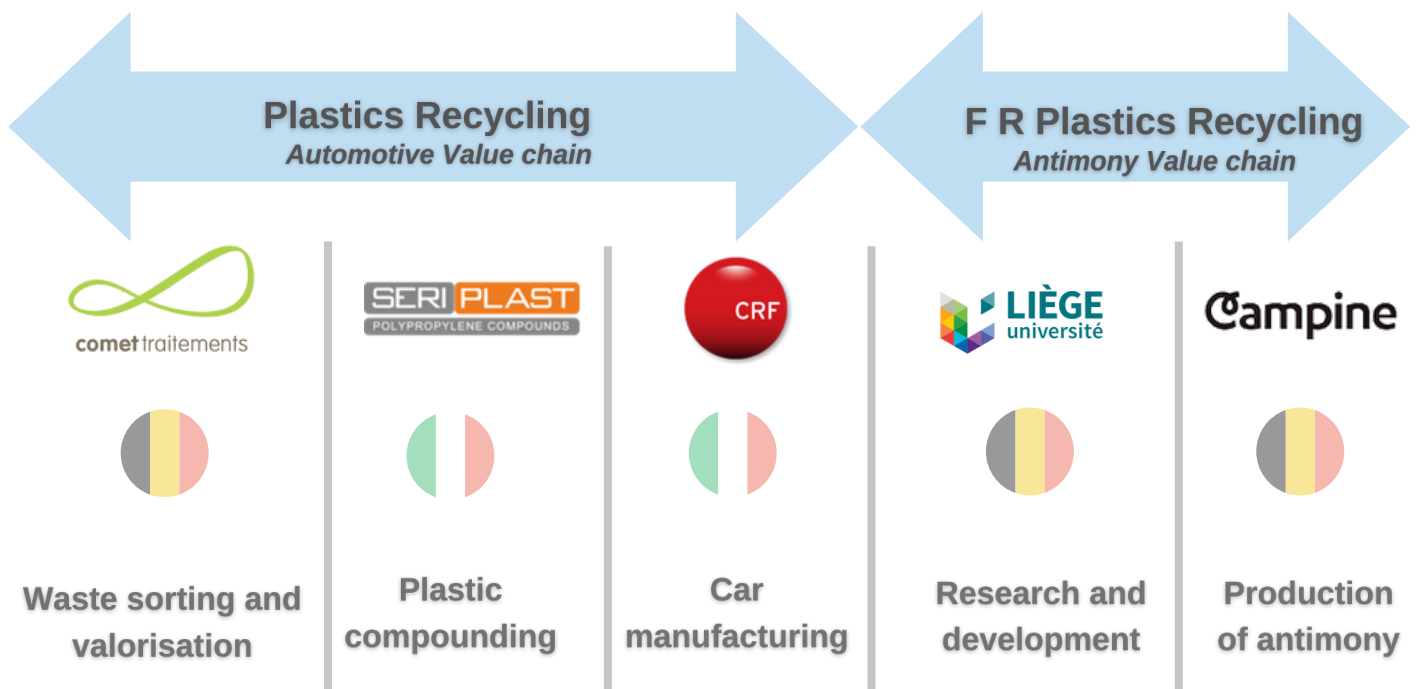 Plastics Recycling
Automotive Value chain
F R Plastics Recycling
Antimony Value chain
comet traitements
SERI PLAST
POLYPROPYLENE COMPOUNDS
CRF
LIÈGE
université
Campine
Waste sorting and
valorisation
Plastic
compounding
Car
manufacturing
Research and
development
Production
of antimony